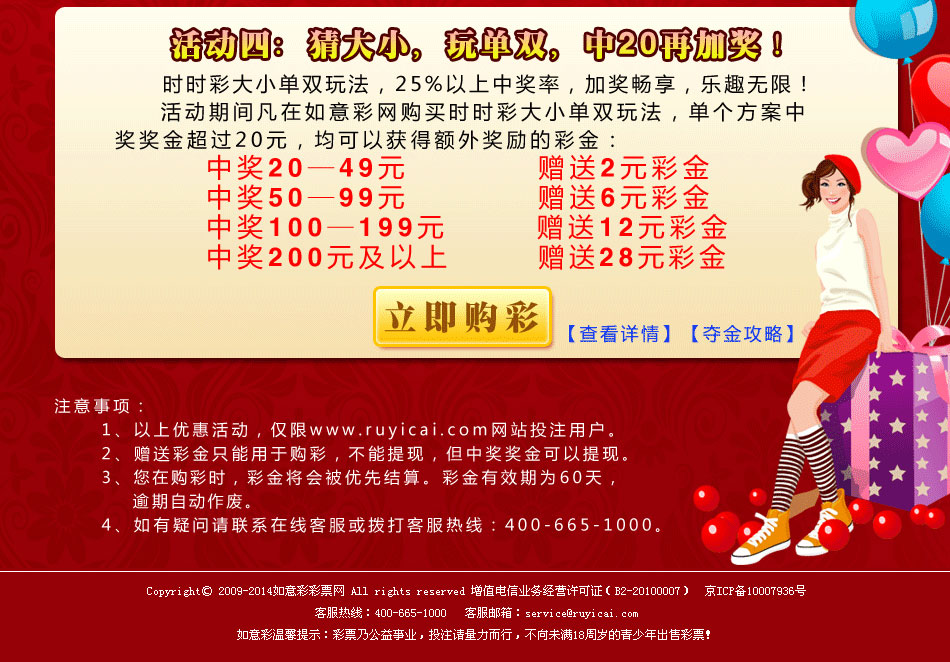 活动四：猜大小，玩单双，中20再加奖！
时时彩大小单双玩法，25%以上中奖率，加奖畅享，乐趣无限！
活动期间凡在如意彩网购买时时彩大小单双玩法，单个方案中
奖奖金超过20元，均可以获得额外奖励的彩金：
中奖20—49元 赠送2元彩金
中奖50—99元 赠送6元彩金
中奖100—199元 赠送12元彩金
中奖200元及以上 赠送28元彩金
立即购彩 【查看详情】【夺金攻略】
注意事项：
1、以上优惠活动，仅限www.ruyicai.com网站投注用户。
2、赠送彩金只能用于购彩，不能提现，但中奖奖金可以提现。
3、您在购彩时，彩金将会被优先结算。彩金有效期为60天，
逾期自动作废。
4、如有疑问请联系在线客服或拨打客服热线：400-665-1000。
Copyright© 2009-2014如意彩彩票网 All rights reserved 增值电信业务经营许可证（B2-20100007） 京ICP备10007936号
客服热线：400-665-1000 客服邮箱：service@ruyicai.com
如意彩温馨提示：彩票乃公益事业，投注请量力而行，不向未满18周岁的青少年出售彩票！